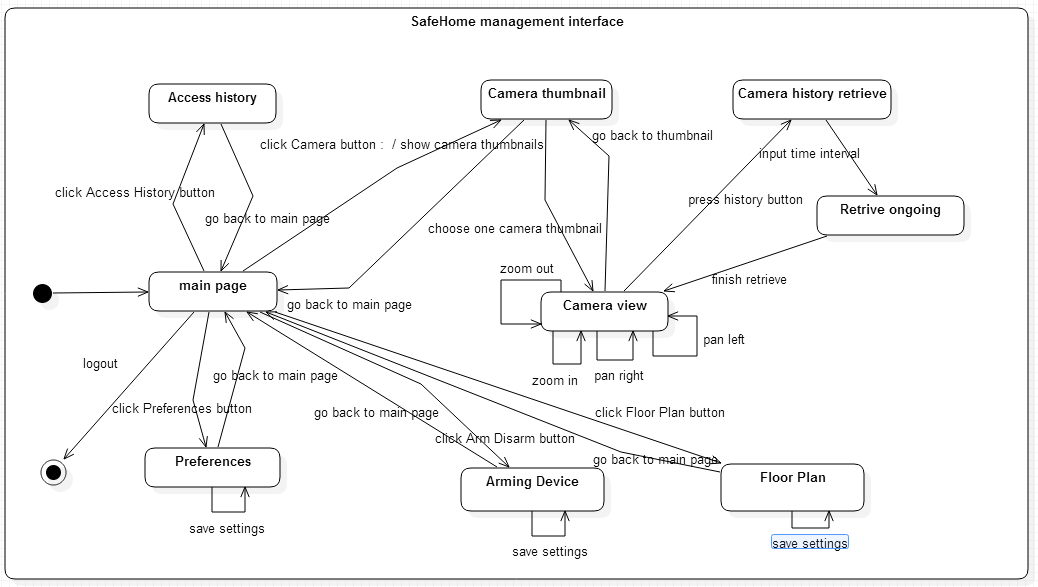 SafeHome management interface
Access history
Camera thumbnail
Camera history retrieve
click Camera button : / show camera thumbnails
go back to thumbnail
input time interval
click Access History button
press history button
Retrive ongoing
go back to main page
choose one camera thumbnail
zoom out
finish retrieve
main page
go back to main page
Camera view
pan left
logout
go back to main page
zoom in
pan right
click Preferences button
go back to main page
click Floor Plan button
click Arm Disarm button
go back to main page
Preferences
Arming Device
Floor Plan
save settings
save settings
save settings